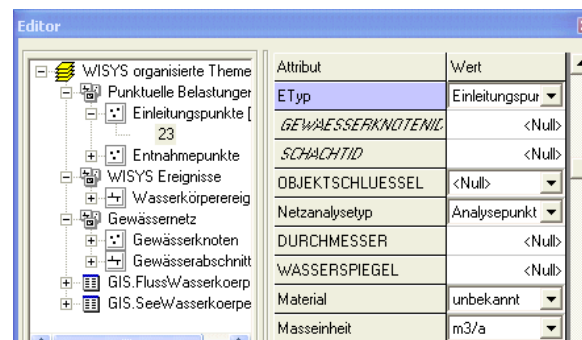 Editor
WISYS organisierte Theme
Punktuelle Belastunger
Einleitungspunkte [
23
Entnahmepunkte
WISYS Ereignisse
Wasserkörperereig
Gewässernetz
Gewässerknoten
Gewässerabschnitt
GIS.FlussWasserkoerp
GIS.SeeWasserkoerpe
Attribut Wert
ETyp Einleitungspur
GEWAESSERKNOTENID <Null>
SCHACHTID <Null>
OBJEKTSCHLUESSEL <Null>
Netzanalysetyp Analysepunkt
DURCHMESSER <Null>
WASSERSPIEGEL <Null>
Material unbekannt
Masseinheit m3/a